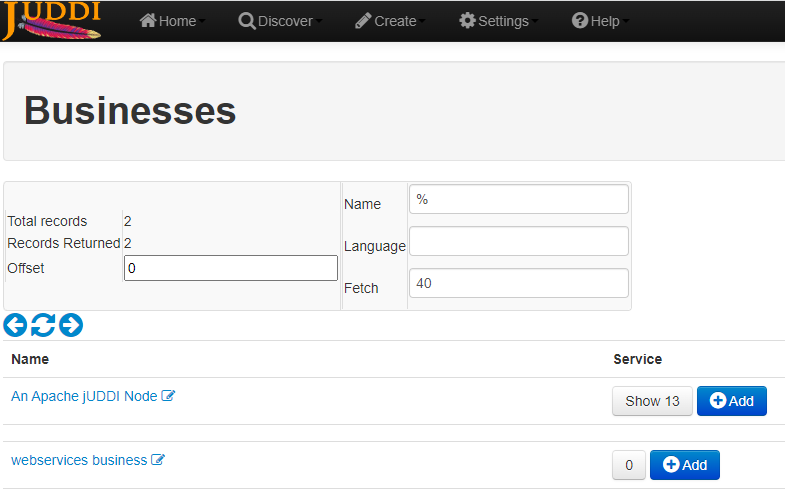 JUDDI Home Discover Create Settings Help
Businesses
Total records 2
Records Returned 2
Offset 0
Name %
Language
Fetch 40
Name Service
An Apache jUDDI Node Show 13 Add
webservices business 0 Add